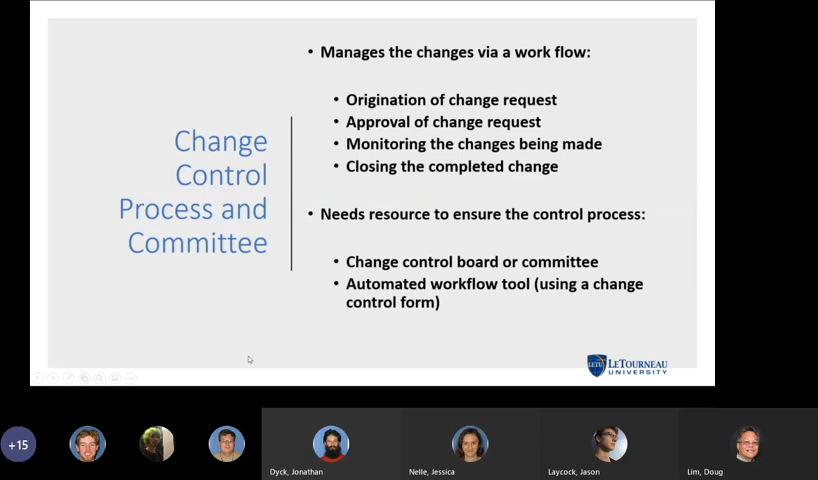 Change
Control
Process and
Committee
• Manages the changes via a work flow:
• Origination of change request
• Approval of change request
• Monitoring the changes being made
• Closing the completed change
• Needs resource to ensure the control process:
• Change control board or committee
• Automated workflow tool (using a change
control form)
LETU
LETOURNEAU
UNIVERSITY
+15
Dyck, Jonathan
Nelle, Jessica
Laycock, Jason
Lim, Doug